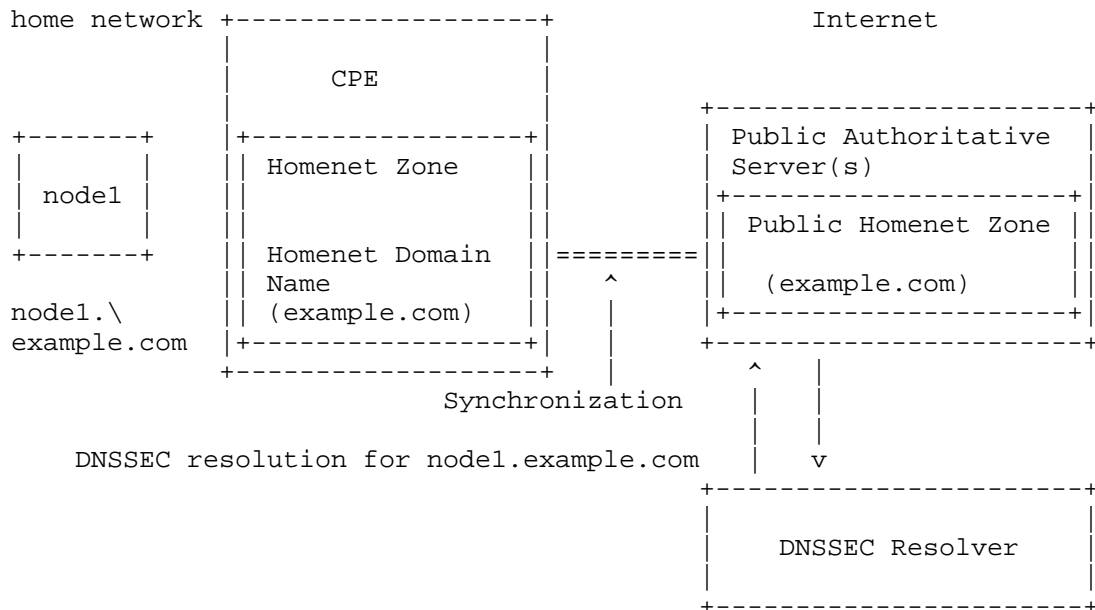 home network Internet
CPE
Public Authoritative
Homenet Zone Server(s)
node1
Public Homenet Zone
Homenet Domain =========
Name ^ (example.com)
node1.\ (example.com)
example.com
^
Synchronization
DNSSEC resolution for node1.example.com v
DNSSEC Resolver